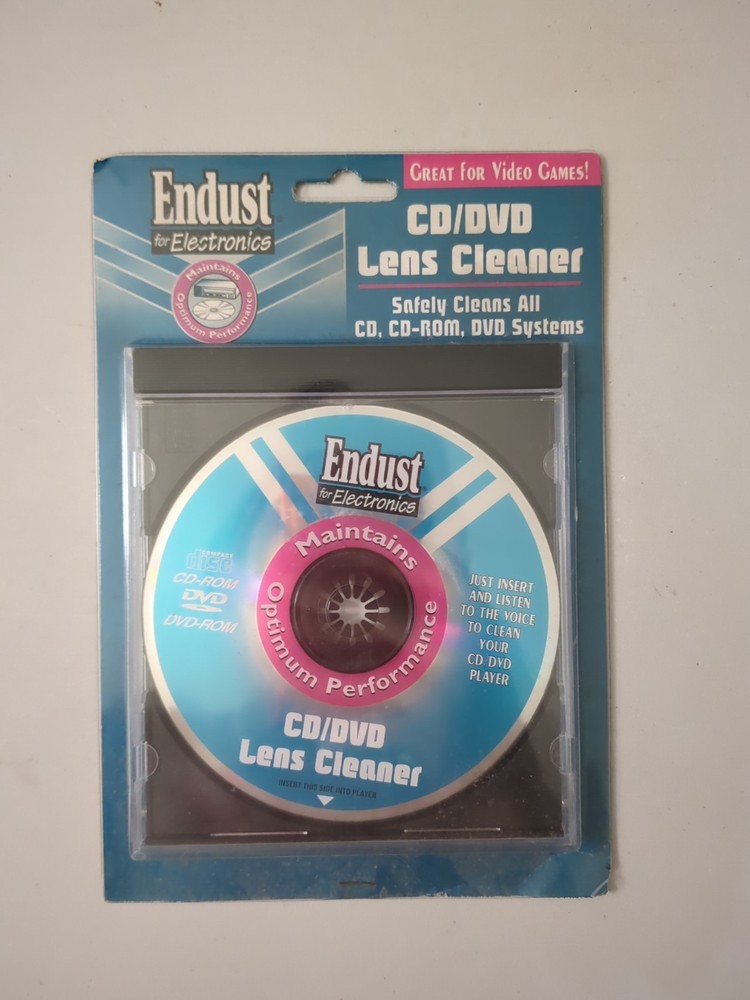 GREAT FOR VIDEO GAMES!
Endust
for Electronics
CD/DVD
Lens Cleaner
Maintains
Optimum Performance
Safely Cleans All
CD, CD-ROM, DVD Systems
Endust
for Electronics
Maintains
Optimum Performance
COMPACT
disc
CD-ROM
DVD
DVD-ROM
JUST INSERT
AND LISTEN
TO THE VOICE
TO CLEAN
YOUR
CD/DVD
PLAYER
CD/DVD
Lens Cleaner
INSERT THIS SIDE INTO PLAYER